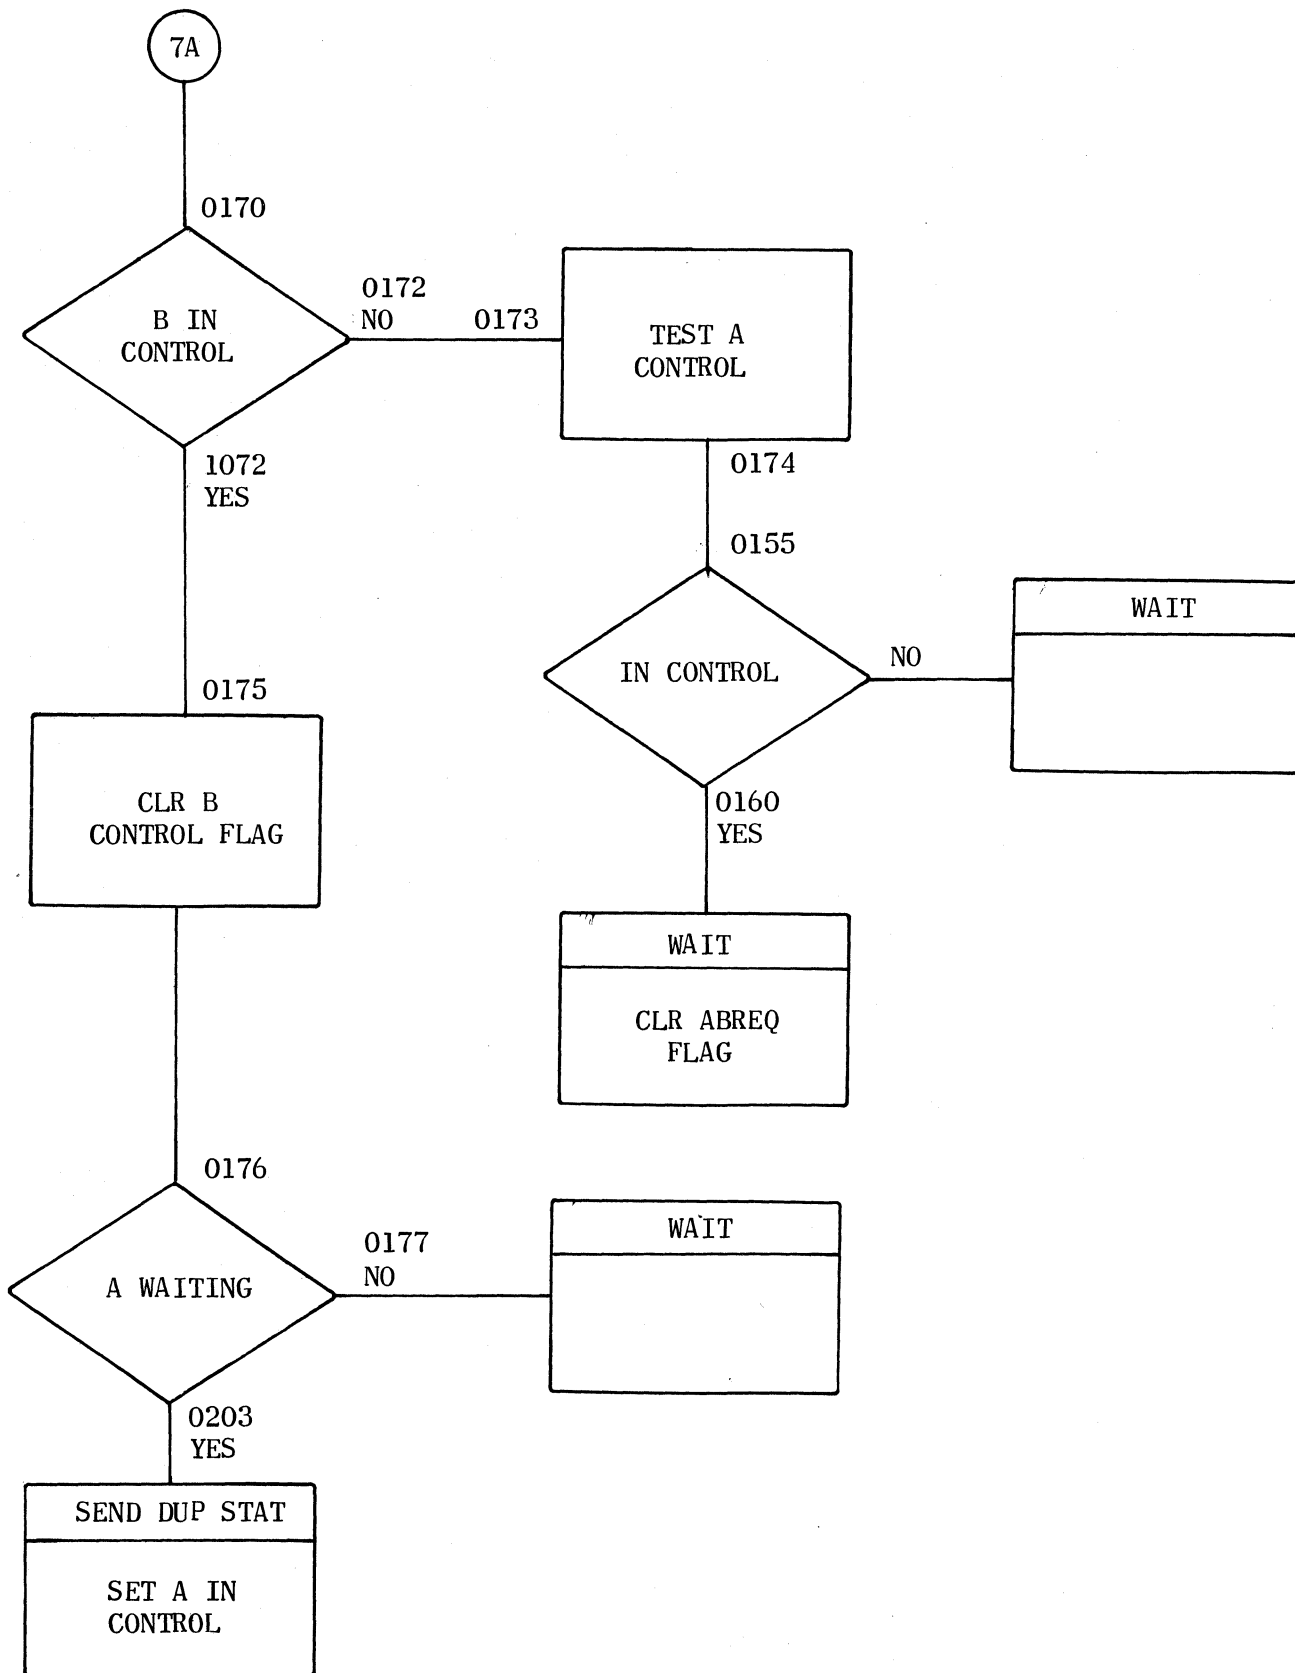 7A
0170
B IN
CONTROL
0172
NO
0173
TEST A
CONTROL
1072
YES
0174
0155
IN CONTROL
NO
WAIT
0175
CLR B
CONTROL FLAG
0160
YES
WAIT
CLR ABREQ
FLAG
0176
A WAITING
0177
NO
WAIT
0203
YES
SEND DUP STAT
SET A IN
CONTROL